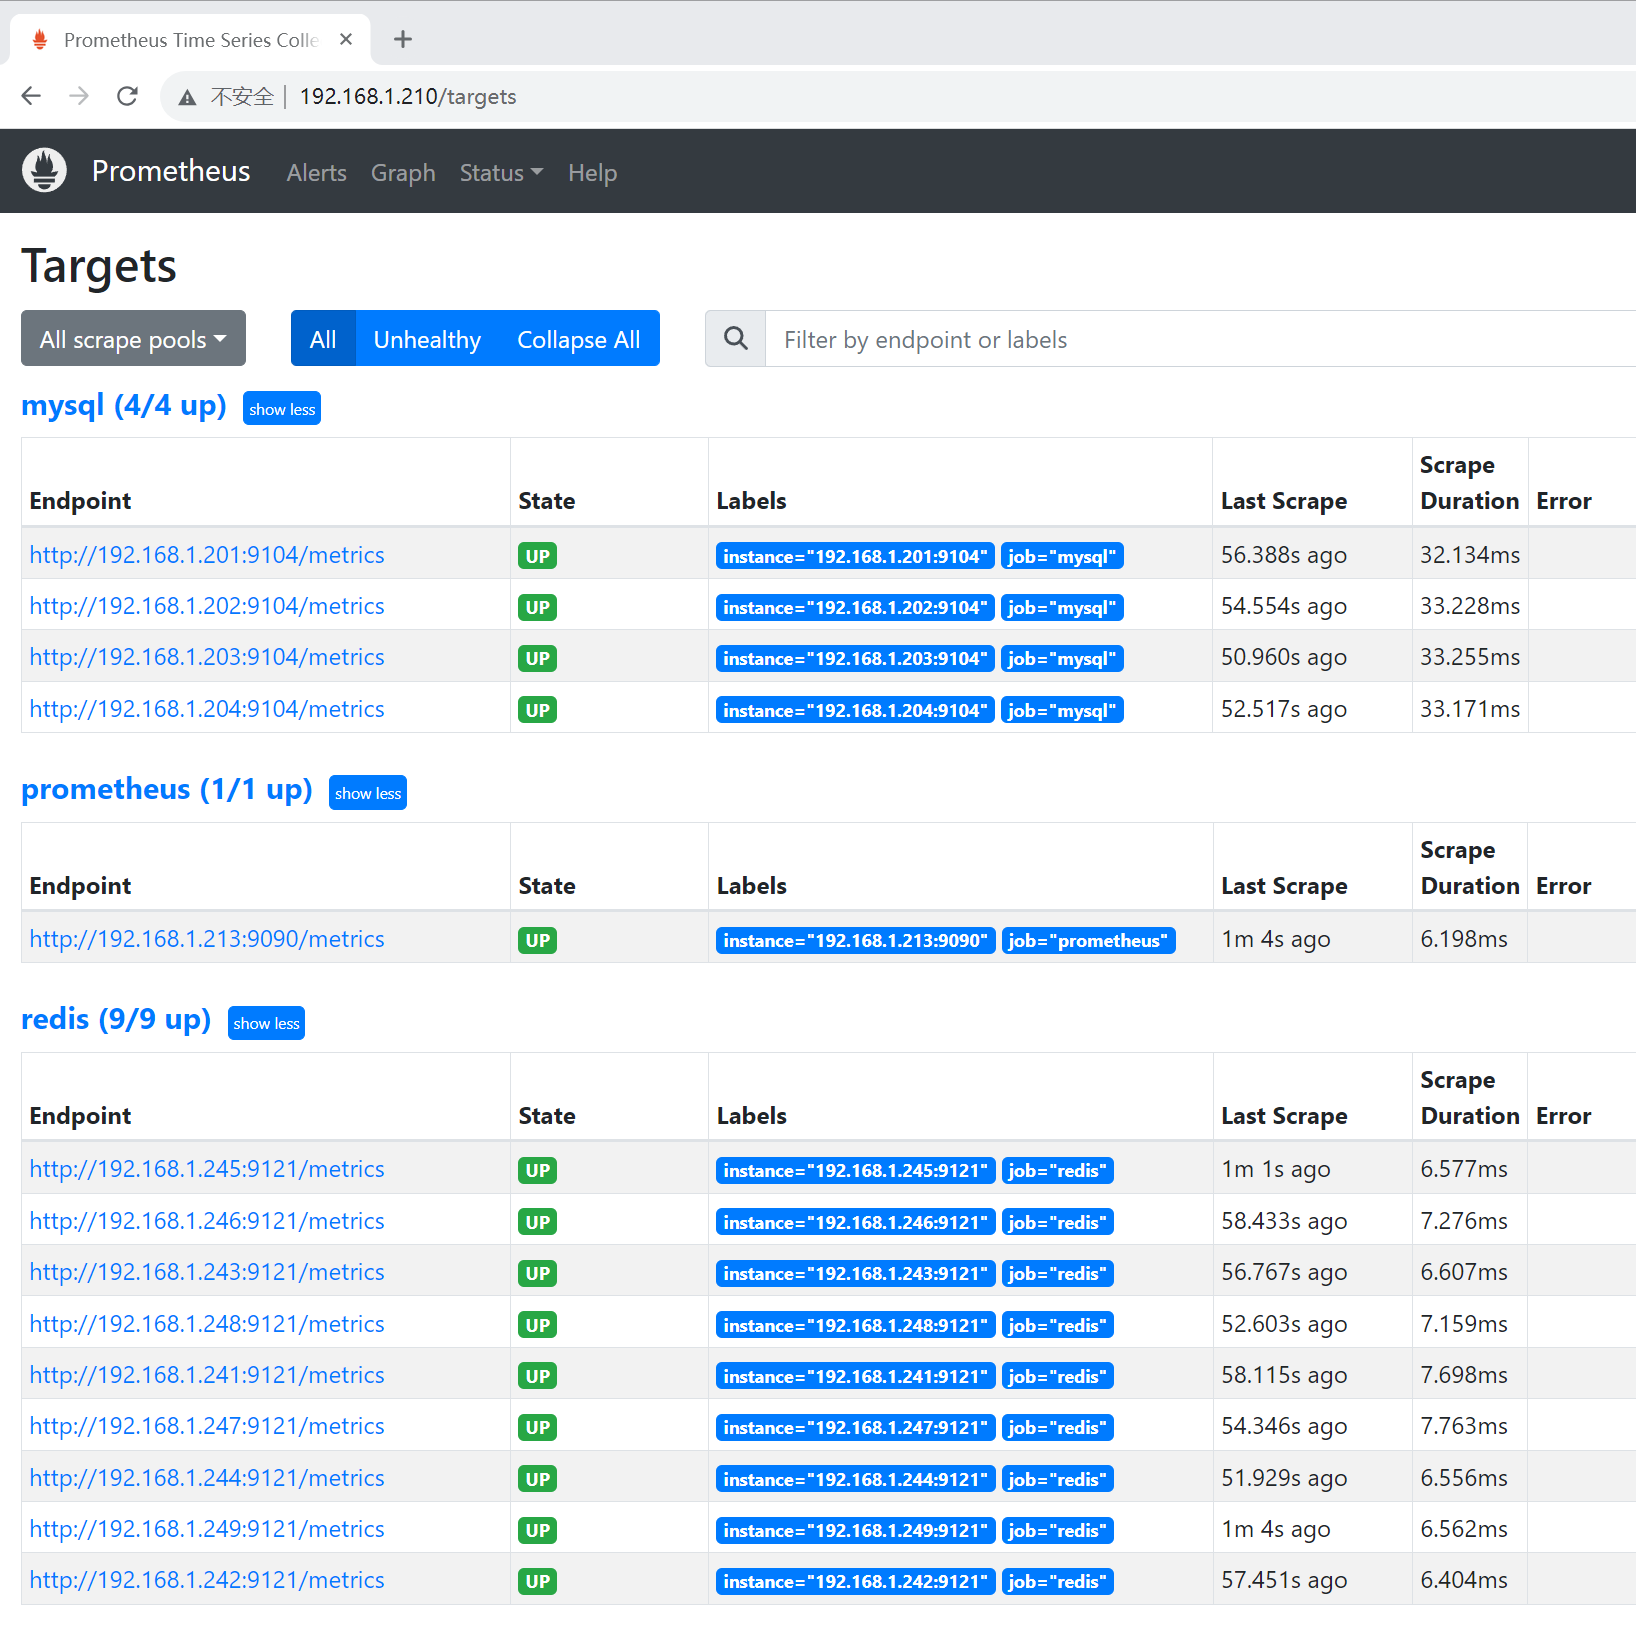 Prometheus Time Series Colle
不安全 | 192.168.1.210/targets
Prometheus Alerts Graph Status Help
Targets
All scrape pools All Unhealthy Collapse All Filter by endpoint or labels
mysql (4/4 up) show less
Endpoint State Labels Last Scrape Scrape Duration Error
http://192.168.1.201:9104/metrics UP instance="192.168.1.201:9104" job="mysql" 56.388s ago 32.134ms
http://192.168.1.202:9104/metrics UP instance="192.168.1.202:9104" job="mysql" 54.554s ago 33.228ms
http://192.168.1.203:9104/metrics UP instance="192.168.1.203:9104" job="mysql" 50.960s ago 33.255ms
http://192.168.1.204:9104/metrics UP instance="192.168.1.204:9104" job="mysql" 52.517s ago 33.171ms
prometheus (1/1 up) show less
Endpoint State Labels Last Scrape Scrape Duration Error
http://192.168.1.213:9090/metrics UP instance="192.168.1.213:9090" job="prometheus" 1m 4s ago 6.198ms
redis (9/9 up) show less
Endpoint State Labels Last Scrape Scrape Duration Error
http://192.168.1.245:9121/metrics UP instance="192.168.1.245:9121" job="redis" 1m 1s ago 6.577ms
http://192.168.1.246:9121/metrics UP instance="192.168.1.246:9121" job="redis" 58.433s ago 7.276ms
http://192.168.1.243:9121/metrics UP instance="192.168.1.243:9121" job="redis" 56.767s ago 6.607ms
http://192.168.1.248:9121/metrics UP instance="192.168.1.248:9121" job="redis" 52.603s ago 7.159ms
http://192.168.1.241:9121/metrics UP instance="192.168.1.241:9121" job="redis" 58.115s ago 7.698ms
http://192.168.1.247:9121/metrics UP instance="192.168.1.247:9121" job="redis" 54.346s ago 7.763ms
http://192.168.1.244:9121/metrics UP instance="192.168.1.244:9121" job="redis" 51.929s ago 6.556ms
http://192.168.1.249:9121/metrics UP instance="192.168.1.249:9121" job="redis" 1m 4s ago 6.562ms
http://192.168.1.242:9121/metrics UP instance="192.168.1.242:9121" job="redis" 57.451s ago 6.404ms